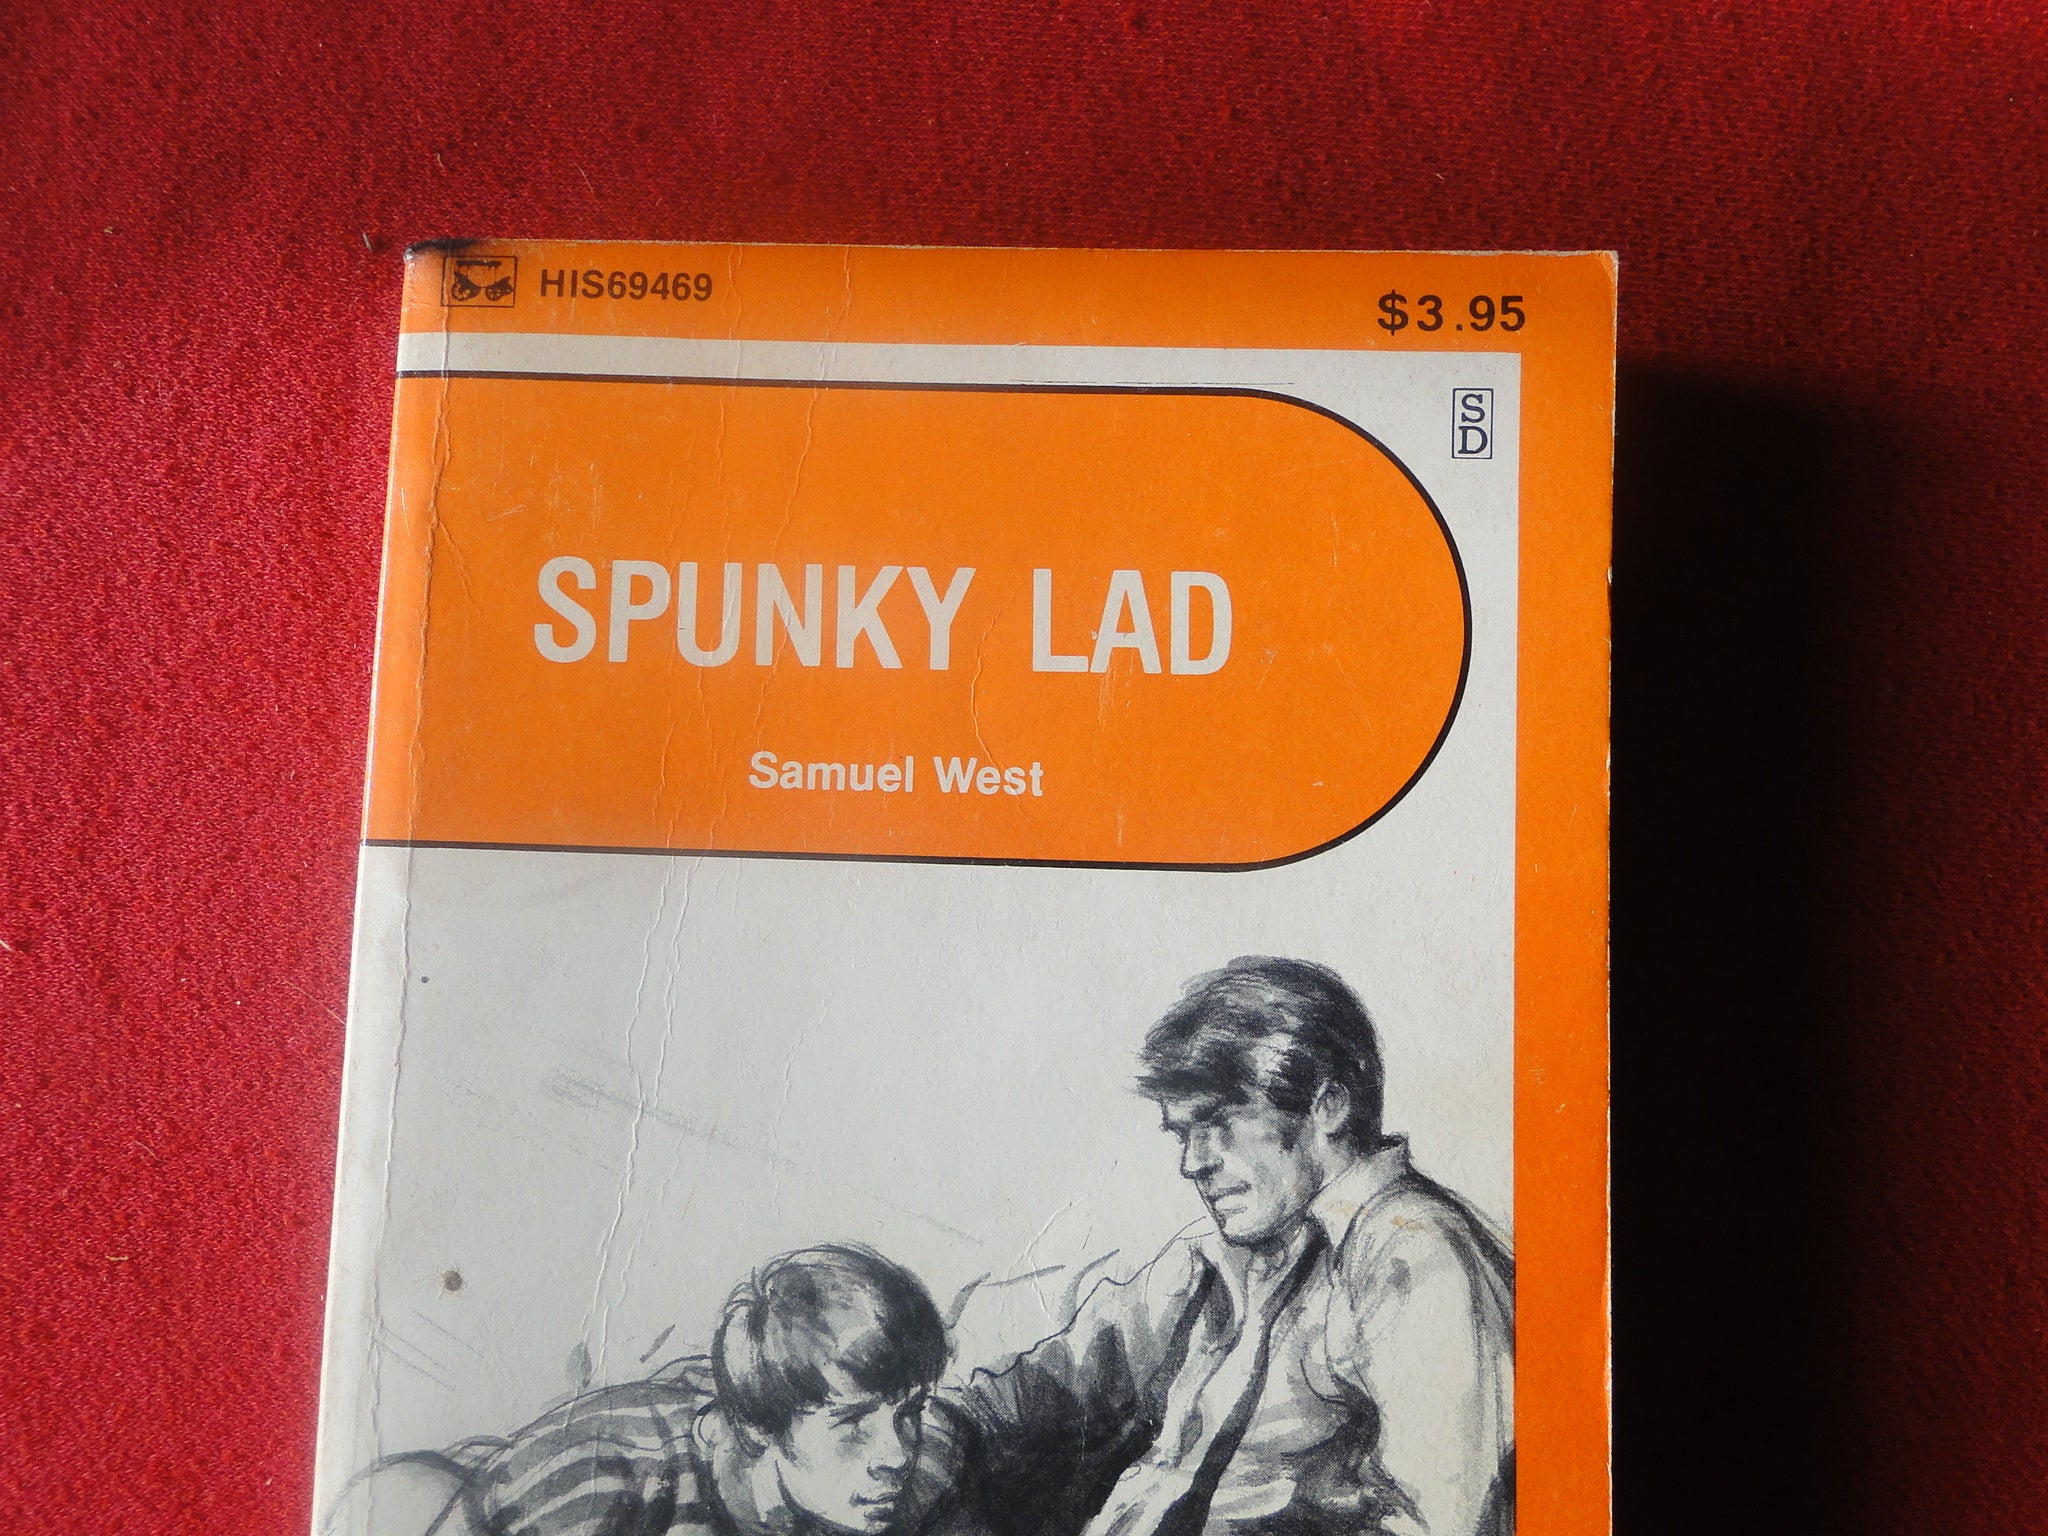 HIS69469
$3.95
S
D
SPUNKY LAD
Samuel West